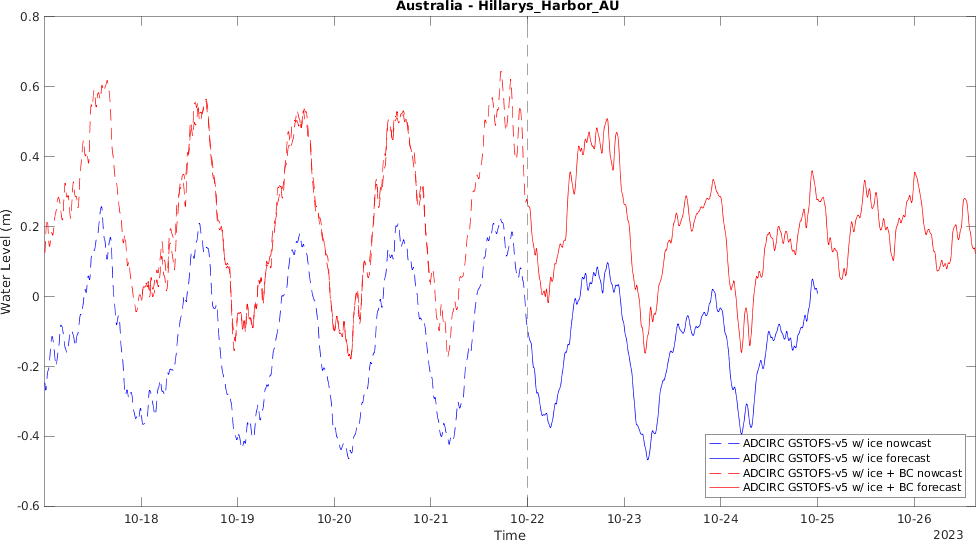 Australia - Hillarys_Harbor_AU
0.8
0.6
0.4
0.2
0
-0.2
-0.4
-0.6
Water Level (m)
ADCIRC GSTOFS-v5 w/ ice nowcast
ADCIRC GSTOFS-v5 w/ ice forecast
ADCIRC GSTOFS-v5 w/ ice + BC nowcast
ADCIRC GSTOFS-v5 w/ ice + BC forecast
10-18 10-19 10-20 10-21 10-22 10-23 10-24 10-25 10-26
Time
2023